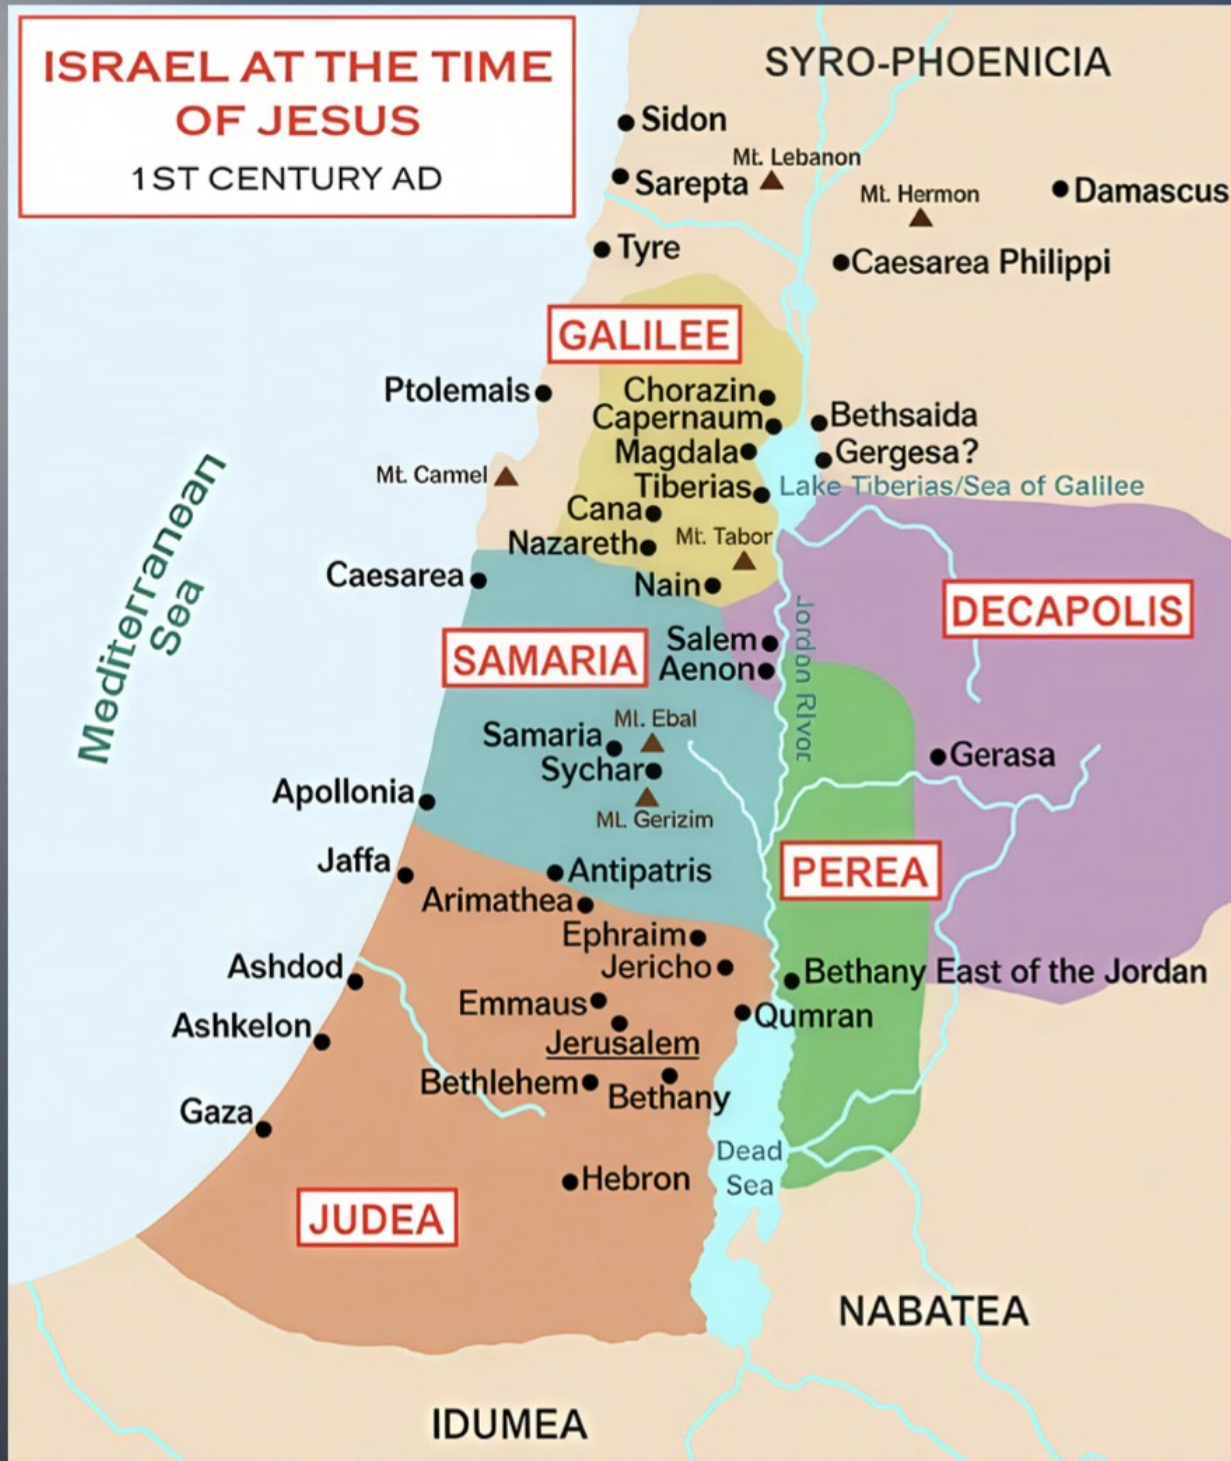 ISRAEL AT THE TIME
OF JESUS
1ST CENTURY AD
SYRO-PHOENICIA
Sidon
Mt. Lebanon
Sarepta
Mt. Hermon
Damascus
Tyre
Caesarea Philippi
GALILEE
Ptolemais
Chorazin
Capernaum
Bethsaida
Magdala
Gergesa?
Mt. Carmel
Tiberias
Lake Tiberias/Sea of Galilee
Cana
Nazareth
Mt. Tabor
Mediterranean
Sea
Caesarea
Nain
DECAPOLIS
SAMARIA
Salem
Aenon
Jordon RIvor
Samaria
Ml. Ebal
Sychar
Gerasa
Apollonia
ML. Gerizim
Jaffa
Antipatris
PEREA
Arimathea
Ephraim
Jericho
Ashdod
Bethany East of the Jordan
Emmaus
Qumran
Ashkelon
Jerusalem
Bethlehem
Bethany
Gaza
Dead
Sea
Hebron
JUDEA
NABATEA
IDUMEA